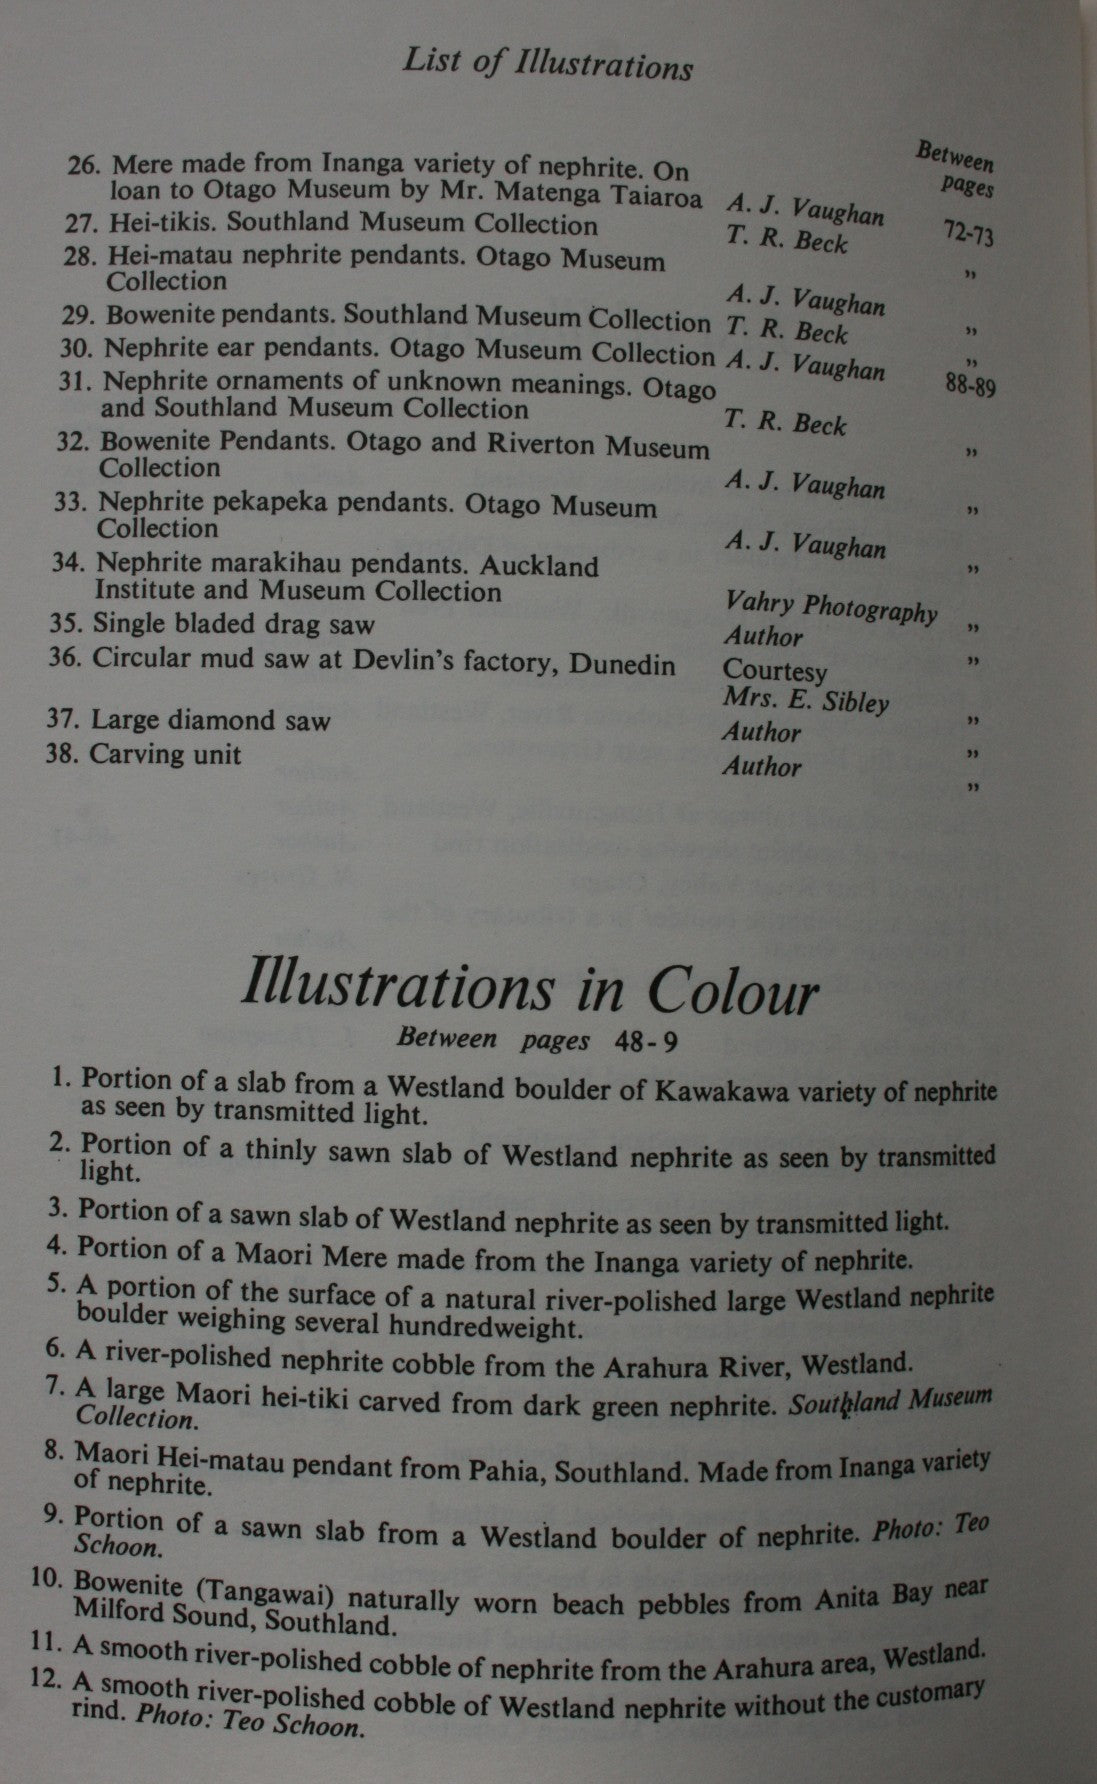 List of Illustrations
Between
pages
26. Mere made from Inanga variety of nephrite. On
loan to Otago Museum by Mr. Matenga Taiaroa A. J. Vaughan 72-73
27. Hei-tikis. Southland Museum Collection T. R. Beck ”
28. Hei-matau nephrite pendants. Otago Museum
Collection A. J. Vaughan ”
29. Bowenite pendants. Southland Museum Collection T. R. Beck ”
30. Nephrite ear pendants. Otago Museum Collection A. J. Vaughan 88-89
31. Nephrite ornaments of unknown meanings. Otago
and Southland Museum Collection T. R. Beck ”
32. Bowenite Pendants. Otago and Riverton Museum
Collection A. J. Vaughan ”
33. Nephrite pekapeka pendants. Otago Museum
Collection A. J. Vaughan ”
34. Nephrite marakihau pendants. Auckland
Institute and Museum Collection Vahry Photography ”
35. Single bladed drag saw Author ”
36. Circular mud saw at Devlin's factory, Dunedin Courtesy
Mrs. E. Sibley ”
37. Large diamond saw Author ”
38. Carving unit Author ”
Illustrations in Colour
Between pages 48-9
1. Portion of a slab from a Westland boulder of Kawakawa variety of nephrite
as seen by transmitted light.
2. Portion of a thinly sawn slab of Westland nephrite as seen by transmitted
light.
3. Portion of a sawn slab of Westland nephrite as seen by transmitted light.
4. Portion of a Maori Mere made from the Inanga variety of nephrite.
5. A portion of the surface of a natural river-polished large Westland nephrite
boulder weighing several hundredweight.
6. A river-polished nephrite cobble from the Arahura River, Westland.
7. A large Maori hei-tiki carved from dark green nephrite. Southland Museum
Collection.
8. Maori Hei-matau pendant from Pahia, Southland. Made from Inanga variety
of nephrite.
9. Portion of a sawn slab from a Westland boulder of nephrite. Photo: Teo
Schoon.
10. Bowenite (Tangawai) naturally worn beach pebbles from Anita Bay near
Milford Sound, Southland.
11. A smooth river-polished cobble of nephrite from the Arahura area, Westland.
12. A smooth river-polished cobble of Westland nephrite without the customary
rind. Photo: Teo Schoon.